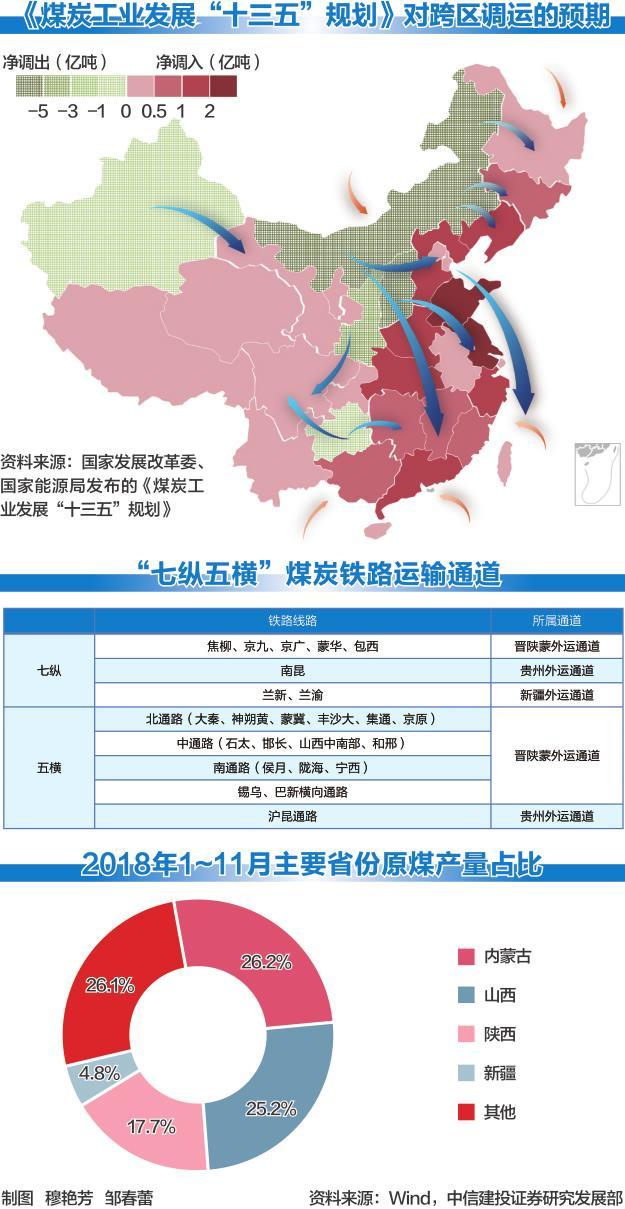 《煤炭工业发展“十三五”规划》对跨区调运的预期
净调出（亿吨） 净调入（亿吨）
-5 -3 -1 0 0.5 1 2
资料来源：国家发展改革委、
国家能源局发布的《煤炭工
业发展“十三五”规划》
“七纵五横”煤炭铁路运输通道
铁路线路 所属通道
七纵
焦柳、京九、京广、蒙华、包西 晋陕蒙外运通道
南昆 贵州外运通道
兰新、兰渝 新疆外运通道
五横
北通路（大秦、神朔黄、蒙冀、丰沙大、集通、京原）
中通路（石太、邯长、山西中南部、和邢）
晋陕蒙外运通道
南通路（侯月、陇海、宁西）
锡乌、巴新横向通路
沪昆通路 贵州外运通道
2018年1~11月主要省份原煤产量占比
26.2%
26.1%
4.8%
17.7%
25.2%
内蒙古
山西
陕西
新疆
其他
制图 穆艳芳 邹春蕾 资料来源：Wind，中信建投证券研究发展部